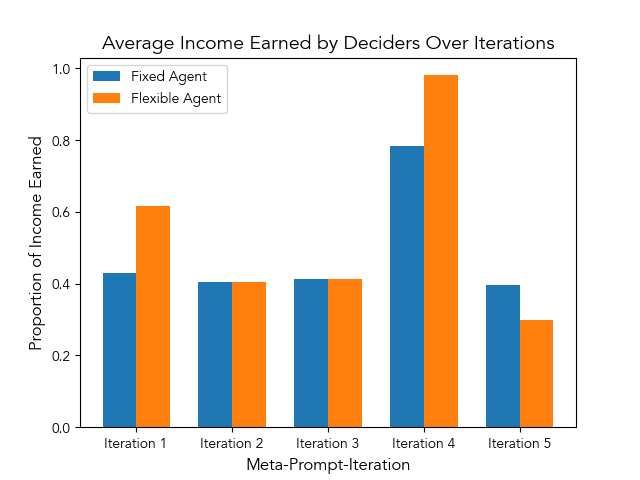 Average Income Earned by Deciders Over Iterations
Fixed Agent
Flexible Agent
Proportion of Income Earned
1.0
0.8
0.6
0.4
0.2
0.0
Iteration 1
Iteration 2
Iteration 3
Iteration 4
Iteration 5
Meta-Prompt-Iteration